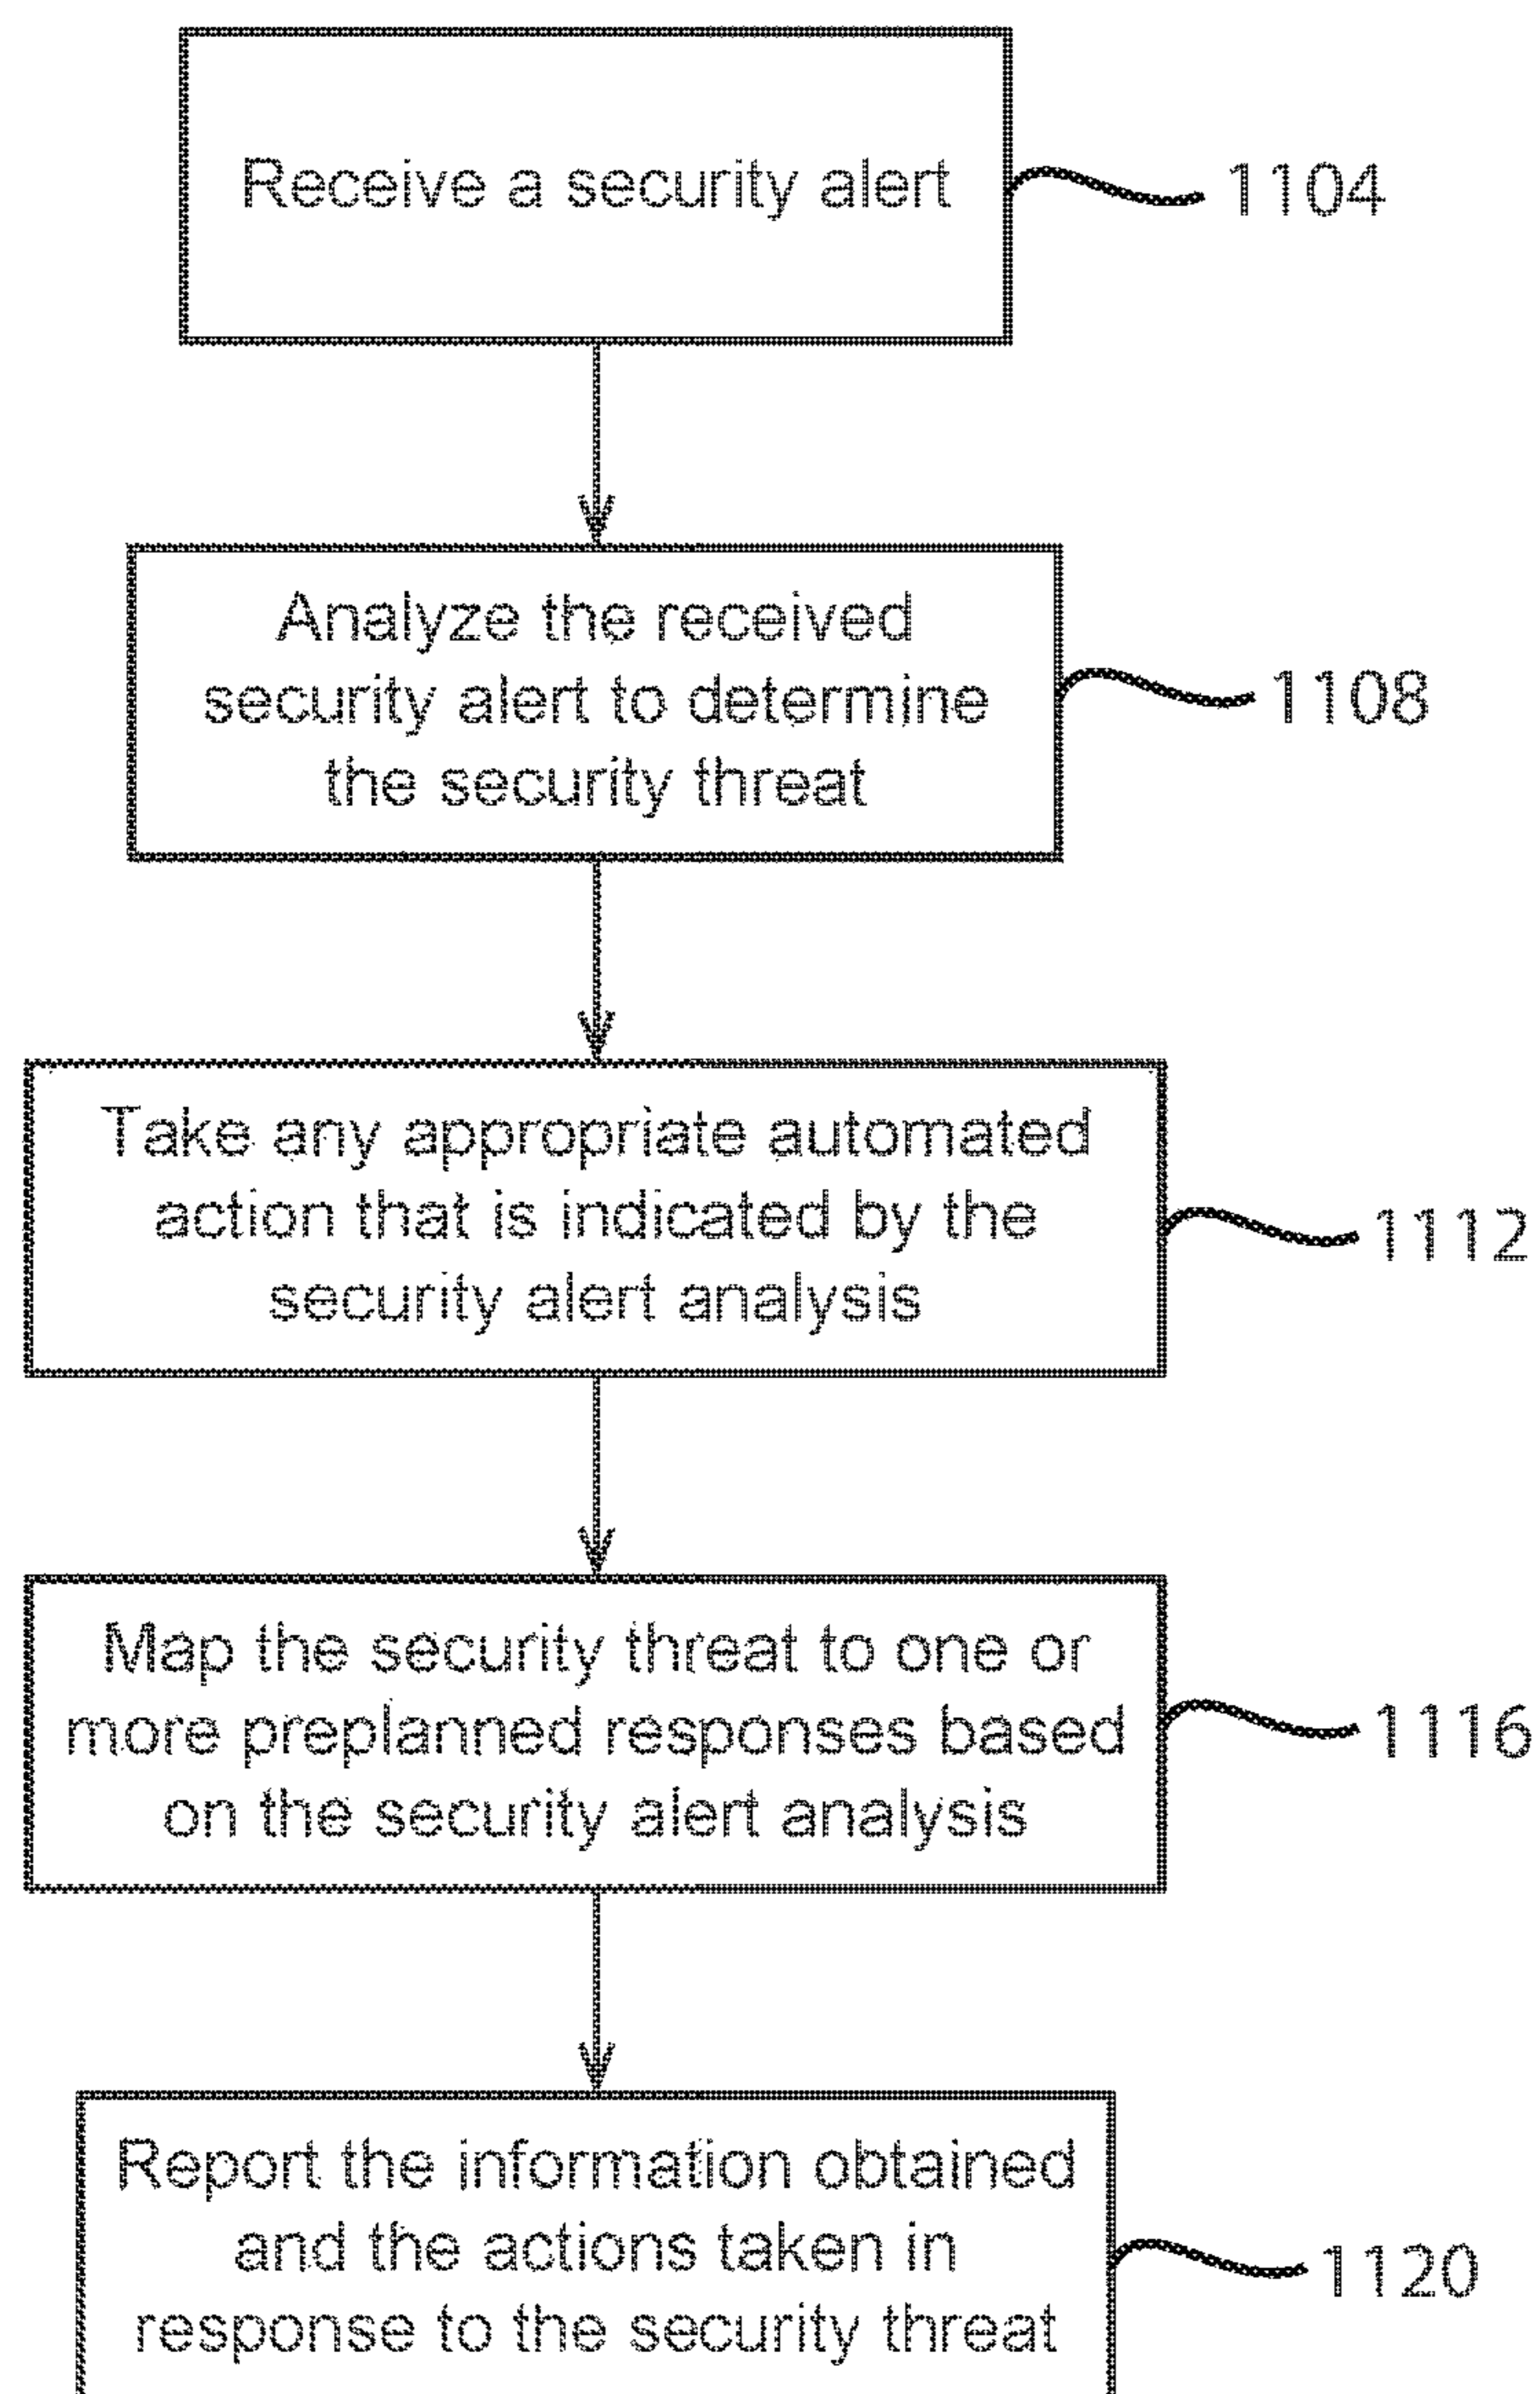 Receive a security alert
1104
Analyze the received
security alert to determine
the security threat
1108
Take any appropriate automated
action that is indicated by the
security alert analysis
1112
Map the security threat to one or
more preplanned responses based
on the security alert analysis
1116
Report the information obtained
and the actions taken in
response to the security threat
1120